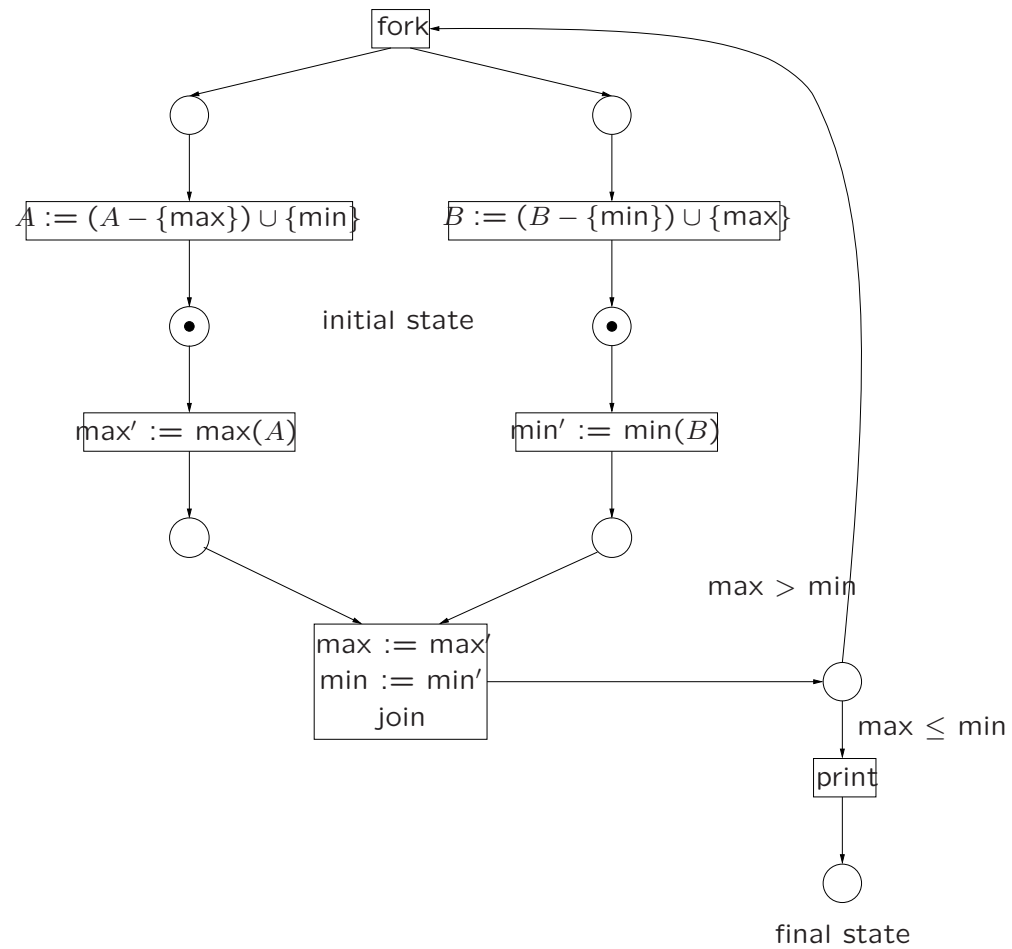 fork
A := (A − {max}) ∪ {min}
B := (B − {min}) ∪ {max}
initial state
max′ := max(A)
min′ := min(B)
max > min
max := max′
min := min′
join
max ≤ min
print
final state